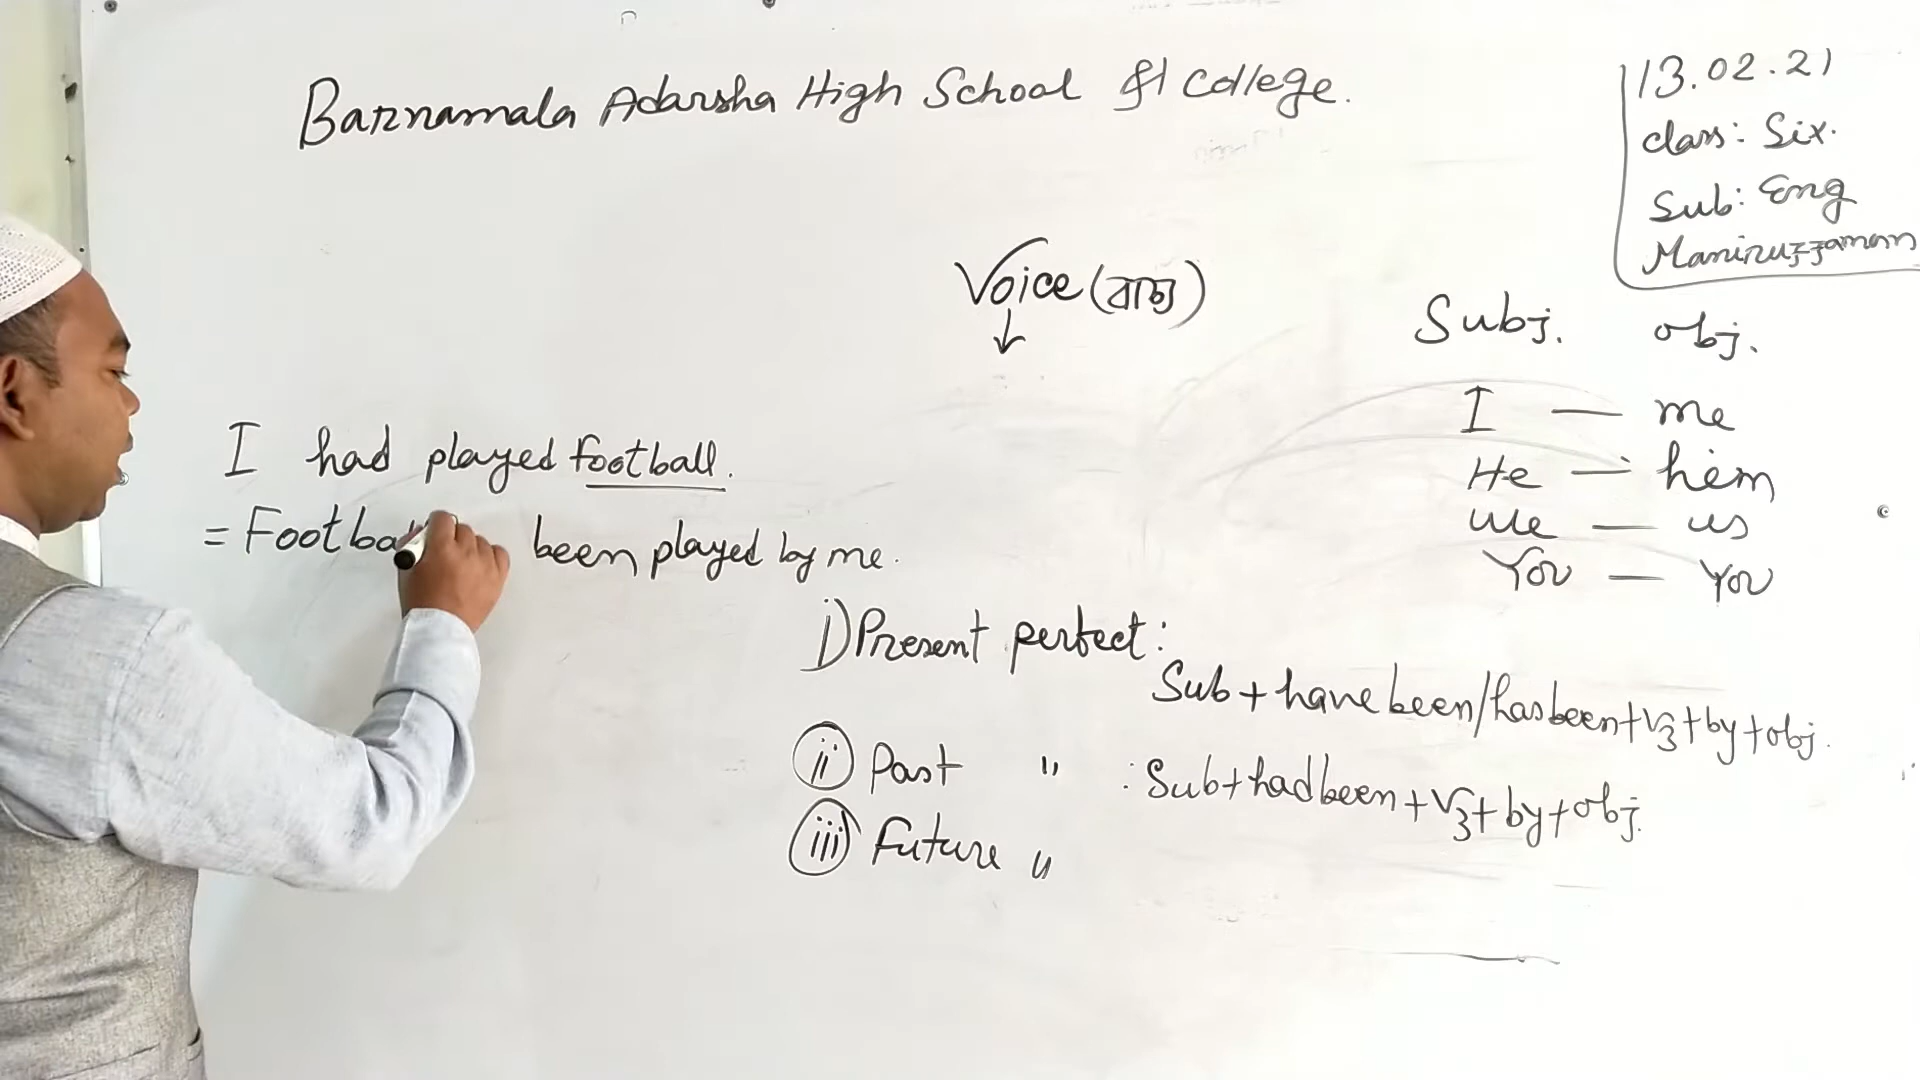 Barnamala Adarsha High School & College.
13.02.21
class: Six.
Sub: Eng
Maniruzzaman
Voice (বাচ্য)
↓
Subj. obj.
I — me
He — him
We — us
You — You
I had played football.
= Footba been played by me.
i) Present perfect:
Sub + have been/has been + V3 + by + obj.
ii) Past " : Sub + had been + V3 + by + obj.
iii) Future "